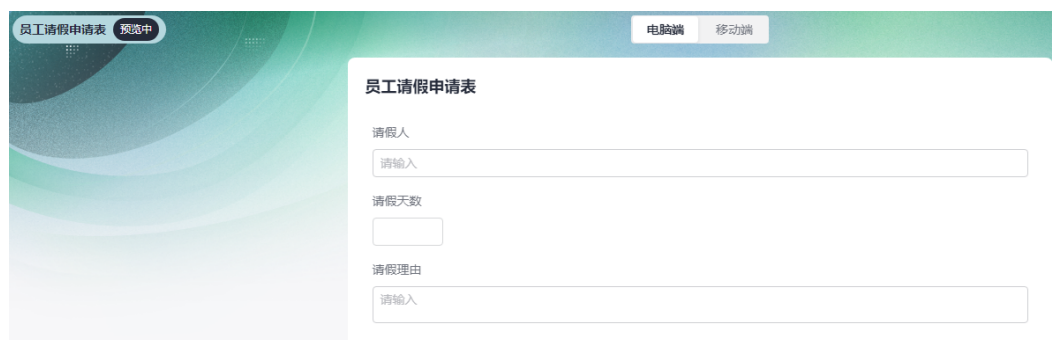 员工请假申请表 预览中
电脑端 移动端
员工请假申请表
请假人
请输入
请假天数
请假理由
请输入